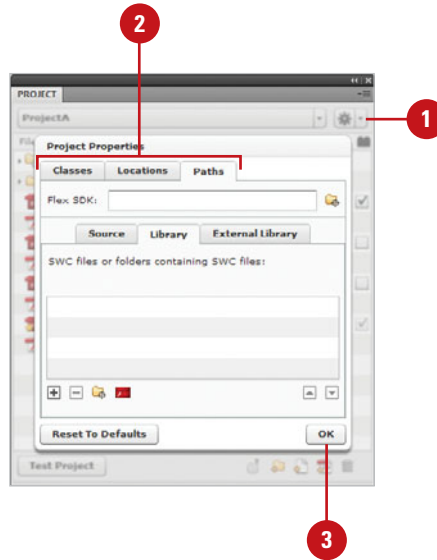 2
PROJECT
ProjectA
1
Project Properties
Classes Locations Paths
Flex SDK:
Source Library External Library
SWC files or folders containing SWC files:
Reset To Defaults OK
Test Project
3